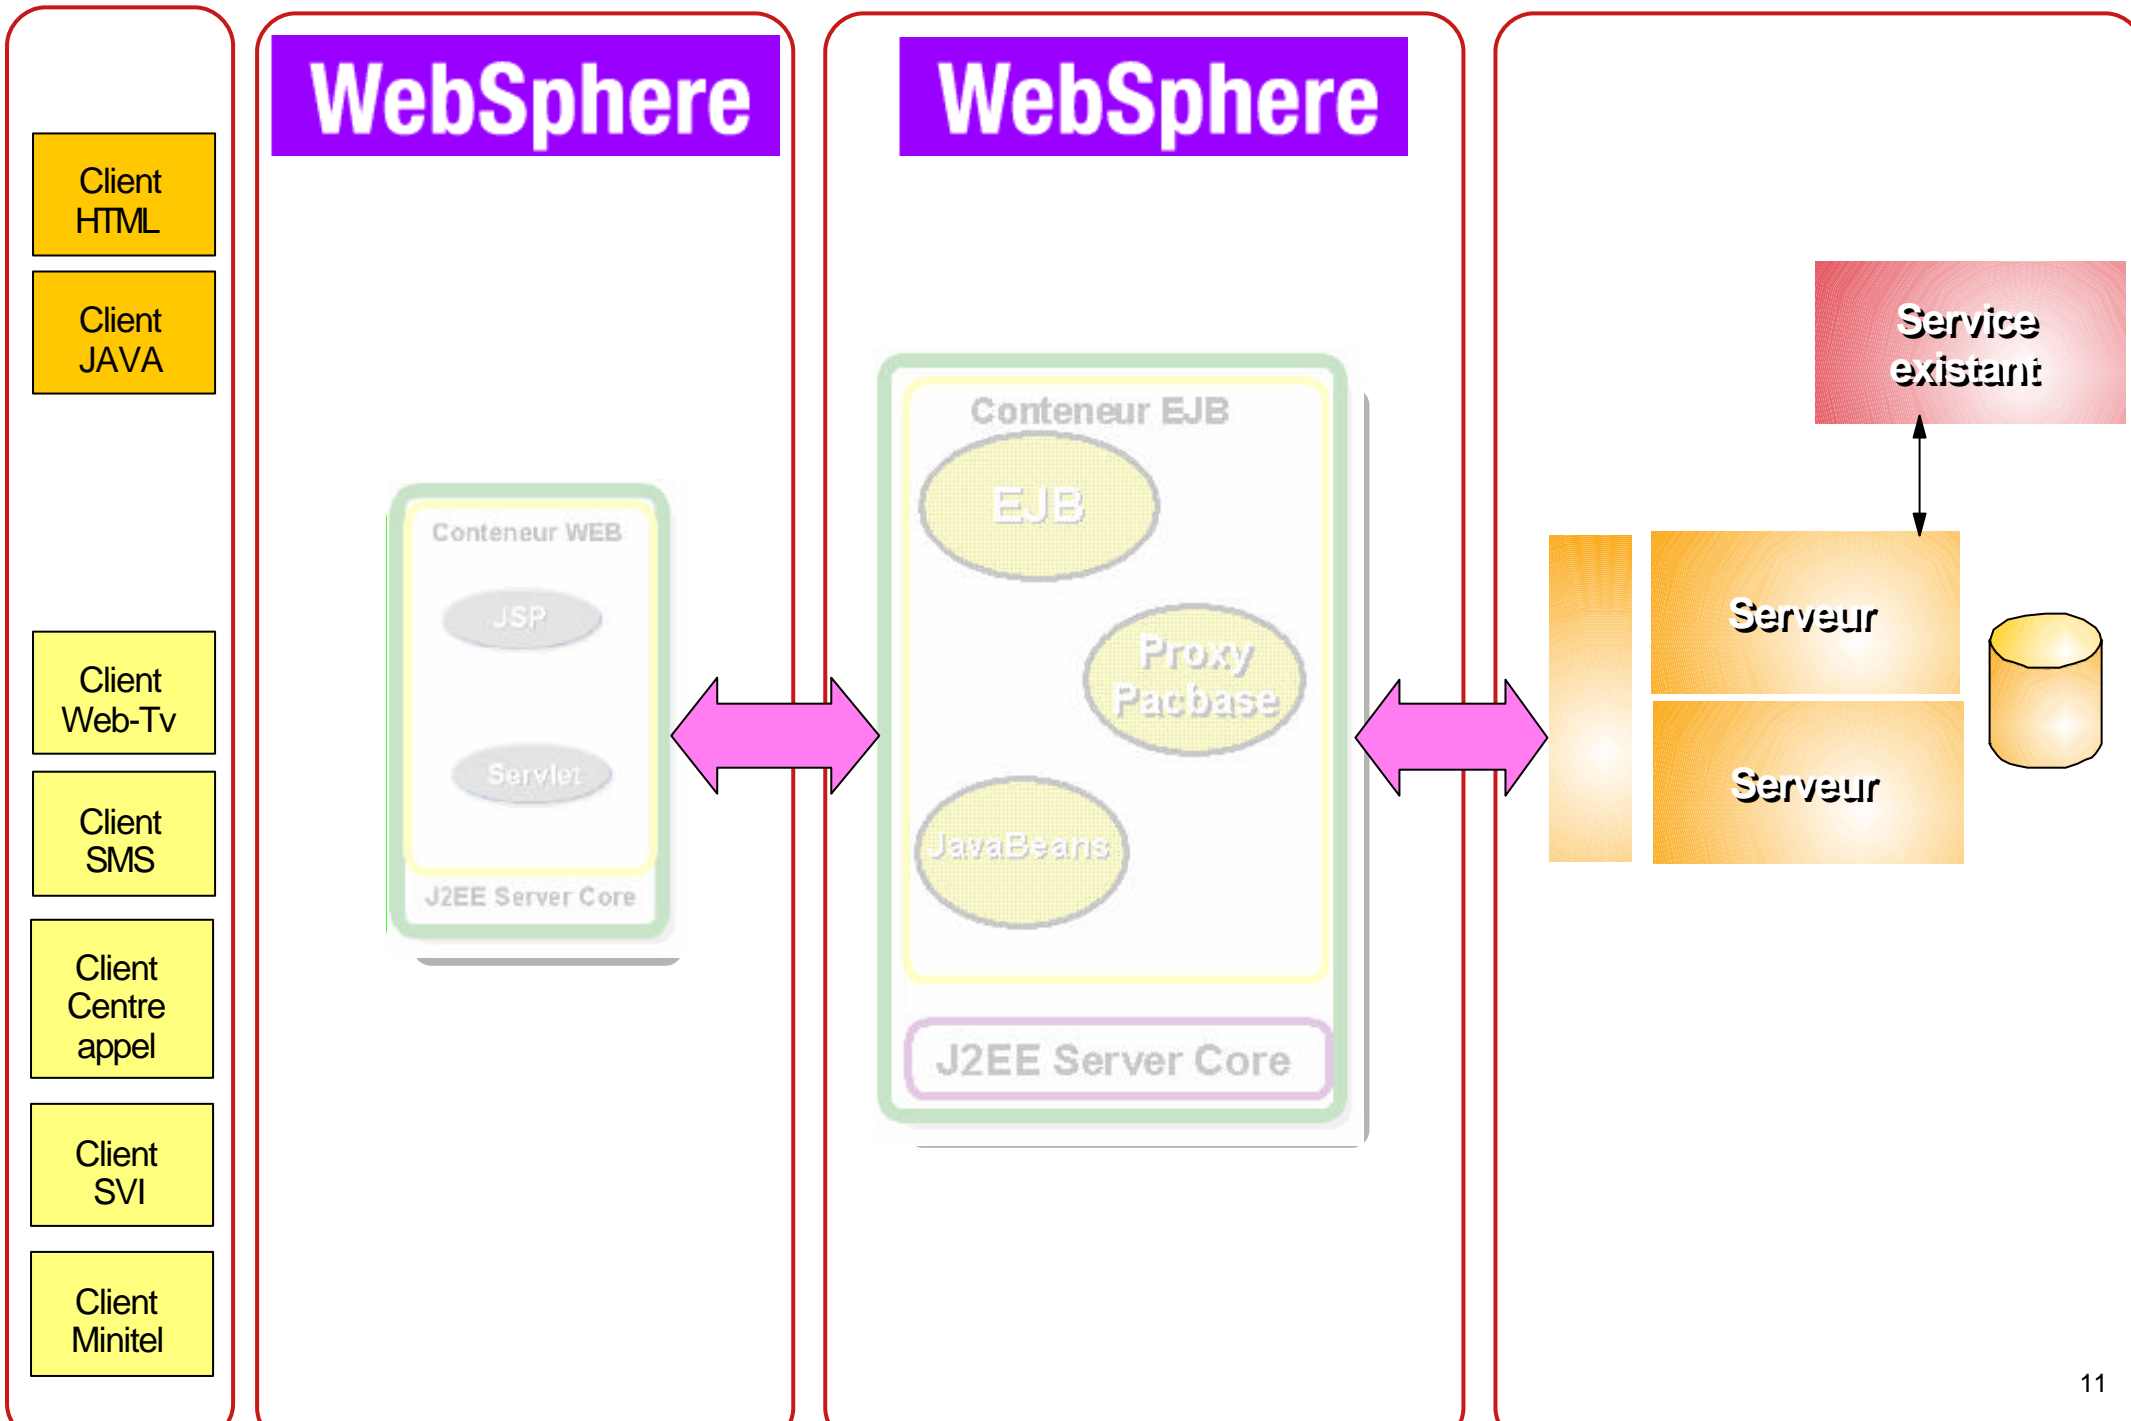 Client
HTML
Client
JAVA
Client
Web-Tv
Client
SMS
Client
Centre
appel
Client
SVI
Client
Minitel
WebSphere
Conteneur WEB
JSP
Servlet
J2EE Server Core
WebSphere
Conteneur EJB
EJB
Proxy
Pacbase
JavaBeans
J2EE Server Core
Service
existant
Serveur
Serveur
11